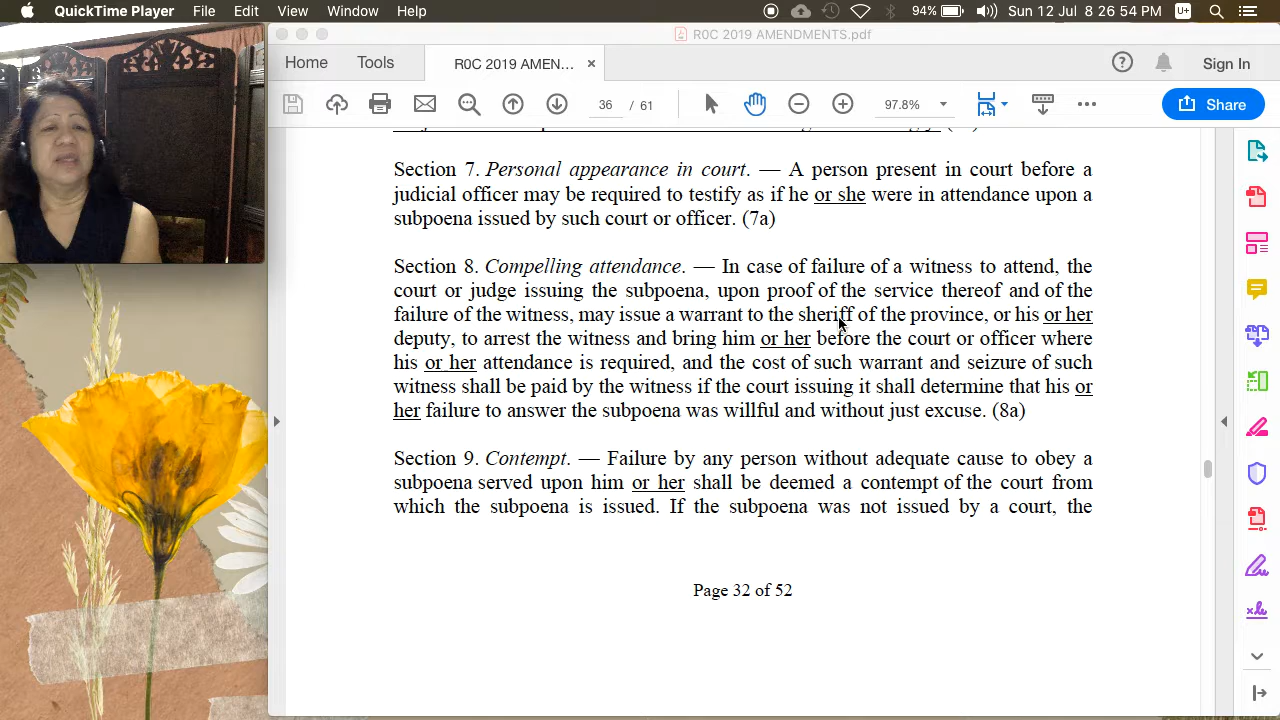 QuickTime Player File Edit View Window Help 94% Sun 12 Jul 8 26 54 PM U+
R0C 2019 AMENDMENTS.pdf
Home Tools R0C 2019 AMEN... × Sign In
36 / 61 97.8% Share
Section 7. Personal appearance in court. — A person present in court before a
judicial officer may be required to testify as if he or she were in attendance upon a
subpoena issued by such court or officer. (7a)
Section 8. Compelling attendance. — In case of failure of a witness to attend, the
court or judge issuing the subpoena, upon proof of the service thereof and of the
failure of the witness, may issue a warrant to the sheriff of the province, or his or her
deputy, to arrest the witness and bring him or her before the court or officer where
his or her attendance is required, and the cost of such warrant and seizure of such
witness shall be paid by the witness if the court issuing it shall determine that his or
her failure to answer the subpoena was willful and without just excuse. (8a)
Section 9. Contempt. — Failure by any person without adequate cause to obey a
subpoena served upon him or her shall be deemed a contempt of the court from
which the subpoena is issued. If the subpoena was not issued by a court, the
Page 32 of 52